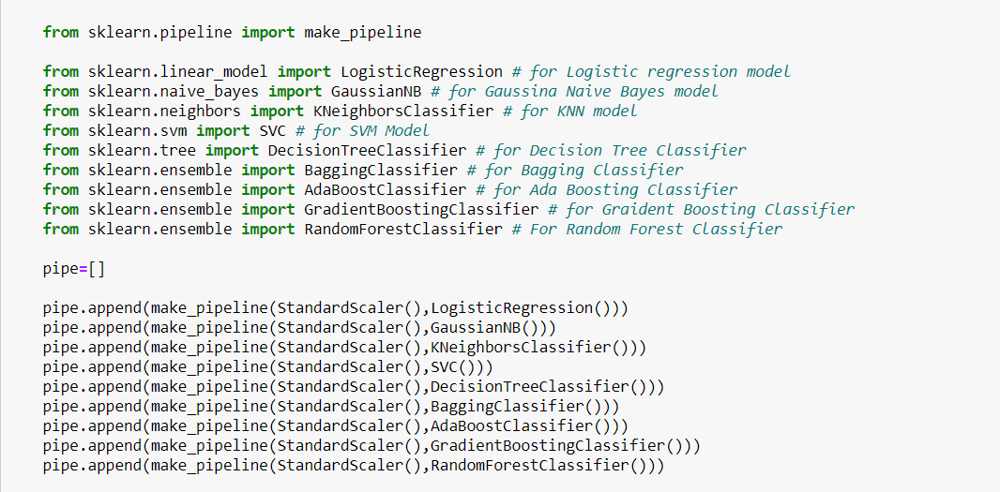 from sklearn.pipeline import make_pipeline
from sklearn.linear_model import LogisticRegression # for Logistic regression model
from sklearn.naive_bayes import GaussianNB # for Gaussina Naive Bayes model
from sklearn.neighbors import KNeighborsClassifier # for KNN model
from sklearn.svm import SVC # for SVM Model
from sklearn.tree import DecisionTreeClassifier # for Decision Tree Classifier
from sklearn.ensemble import BaggingClassifier # for Bagging Classifier
from sklearn.ensemble import AdaBoostClassifier # for Ada Boosting Classifier
from sklearn.ensemble import GradientBoostingClassifier # for Graident Boosting Classifier
from sklearn.ensemble import RandomForestClassifier # For Random Forest Classifier
pipe=[]
pipe.append(make_pipeline(StandardScaler(),LogisticRegression()))
pipe.append(make_pipeline(StandardScaler(),GaussianNB()))
pipe.append(make_pipeline(StandardScaler(),KNeighborsClassifier()))
pipe.append(make_pipeline(StandardScaler(),SVC()))
pipe.append(make_pipeline(StandardScaler(),DecisionTreeClassifier()))
pipe.append(make_pipeline(StandardScaler(),BaggingClassifier()))
pipe.append(make_pipeline(StandardScaler(),AdaBoostClassifier()))
pipe.append(make_pipeline(StandardScaler(),GradientBoostingClassifier()))
pipe.append(make_pipeline(StandardScaler(),RandomForestClassifier()))